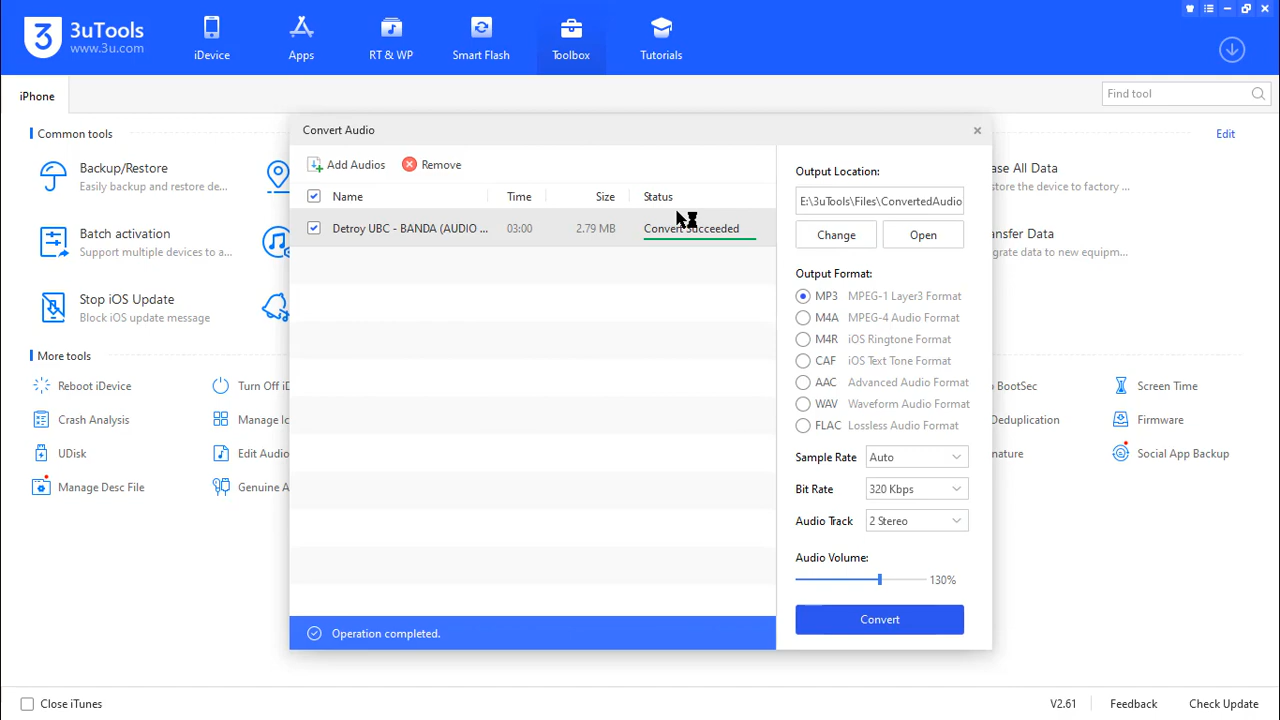 3uTools
www.3u.com
iDevice
Apps
RT & WP
Smart Flash
Toolbox
Tutorials
iPhone
Find tool
Common tools
Edit
Backup/Restore
Easily backup and restore de...
Batch activation
Support multiple devices to a...
Stop iOS Update
Block iOS update message
Convert Audio
Add Audios
Remove
Name
Time
Size
Status
Detroy UBC - BANDA (AUDIO ...
03:00
2.79 MB
Convert Succeeded
Operation completed.
Output Location:
E:\3uTools\Files\ConvertedAudio
Change
Open
Output Format:
MP3 MPEG-1 Layer3 Format
M4A MPEG-4 Audio Format
M4R iOS Ringtone Format
CAF iOS Text Tone Format
AAC Advanced Audio Format
WAV Waveform Audio Format
FLAC Lossless Audio Format
Sample Rate Auto
Bit Rate 320 Kbps
Audio Track 2 Stereo
Audio Volume:
130%
Convert
ase All Data
store the device to factory ...
nsfer Data
grate data to new equipm...
More tools
Reboot iDevice
Turn Off iD
BootSec
Screen Time
Crash Analysis
Manage Ic
Deduplication
Firmware
UDisk
Edit Audio
nature
Social App Backup
Manage Desc File
Genuine A
Close iTunes
V2.61
Feedback
Check Update